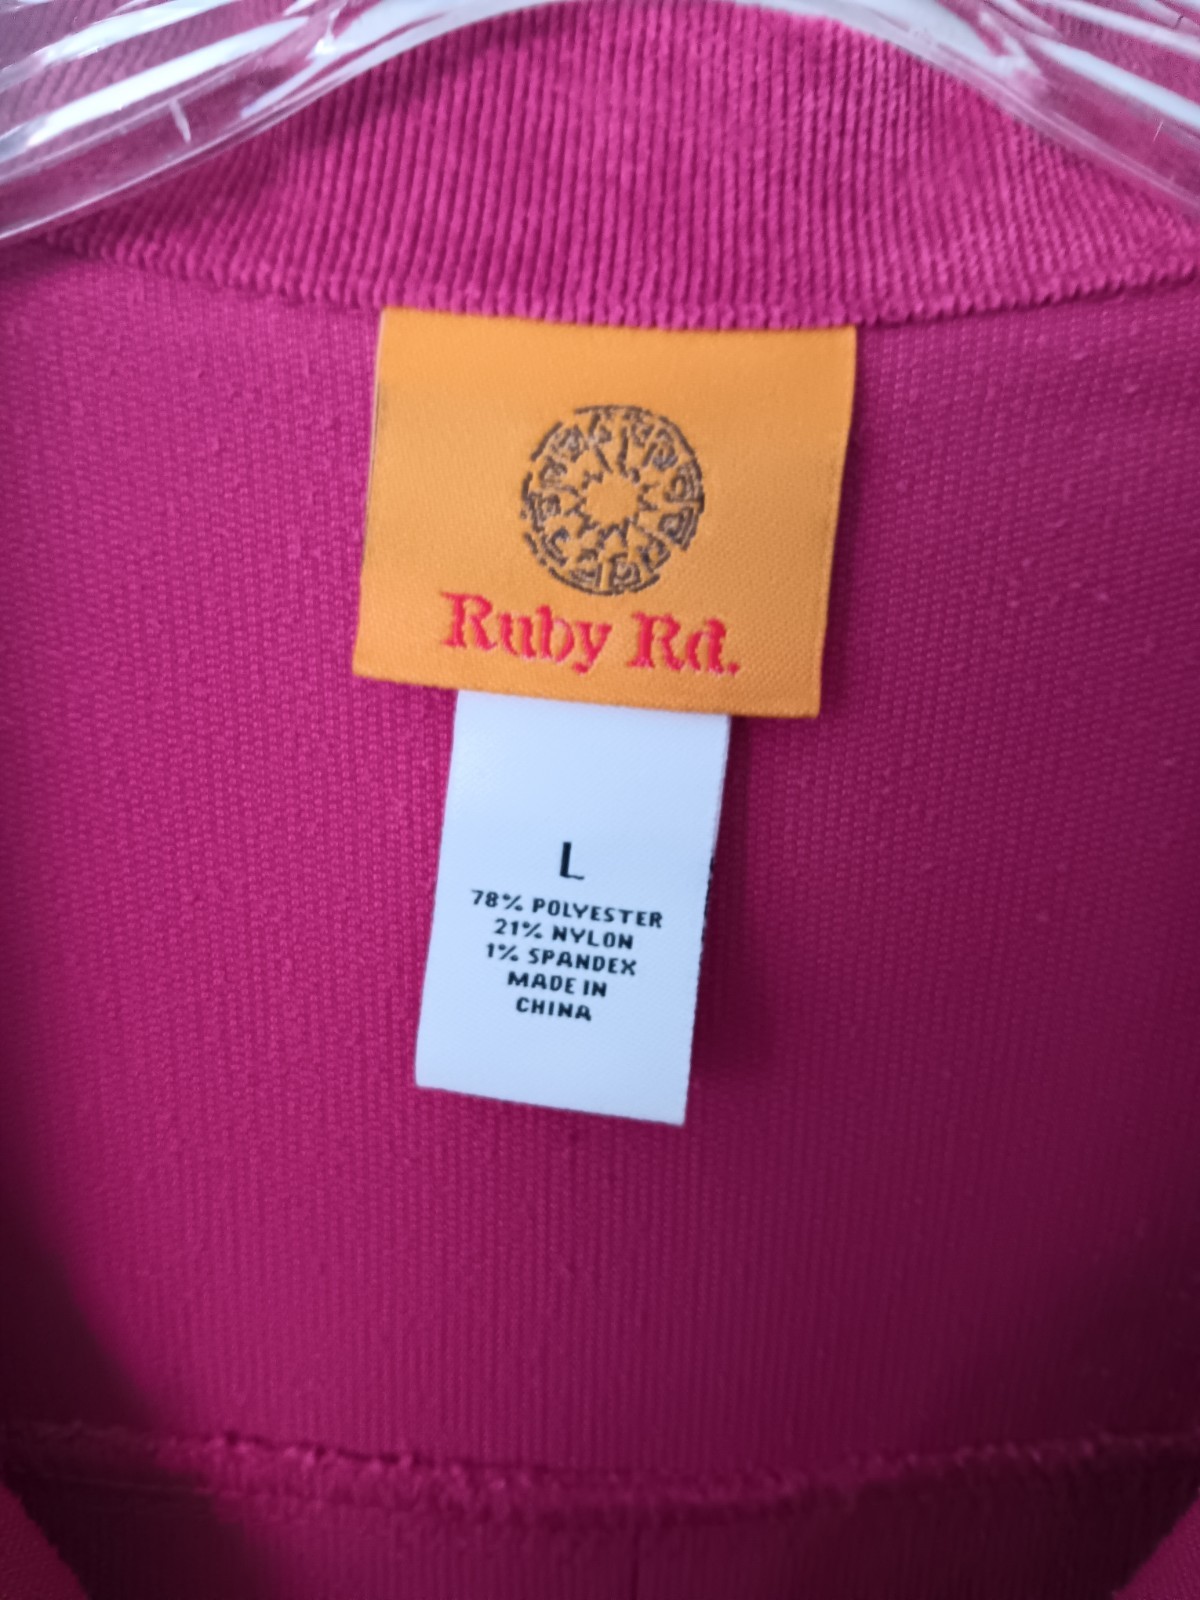 Ruby Rd.
L
78% POLYESTER
21% NYLON
1% SPANDEX
MADE IN
CHINA